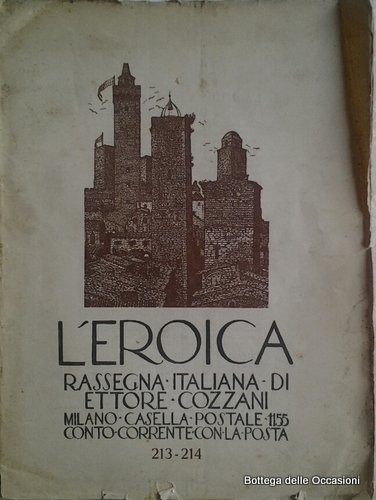 L'EROICA
RASSEGNA·ITALIANA·DI
ETTORE·COZZANI
MILANO·CASELLA·POSTALE·1155
CONTO·CORRENTE·CON·LA·POSTA
213-214
Bottega delle Occasioni